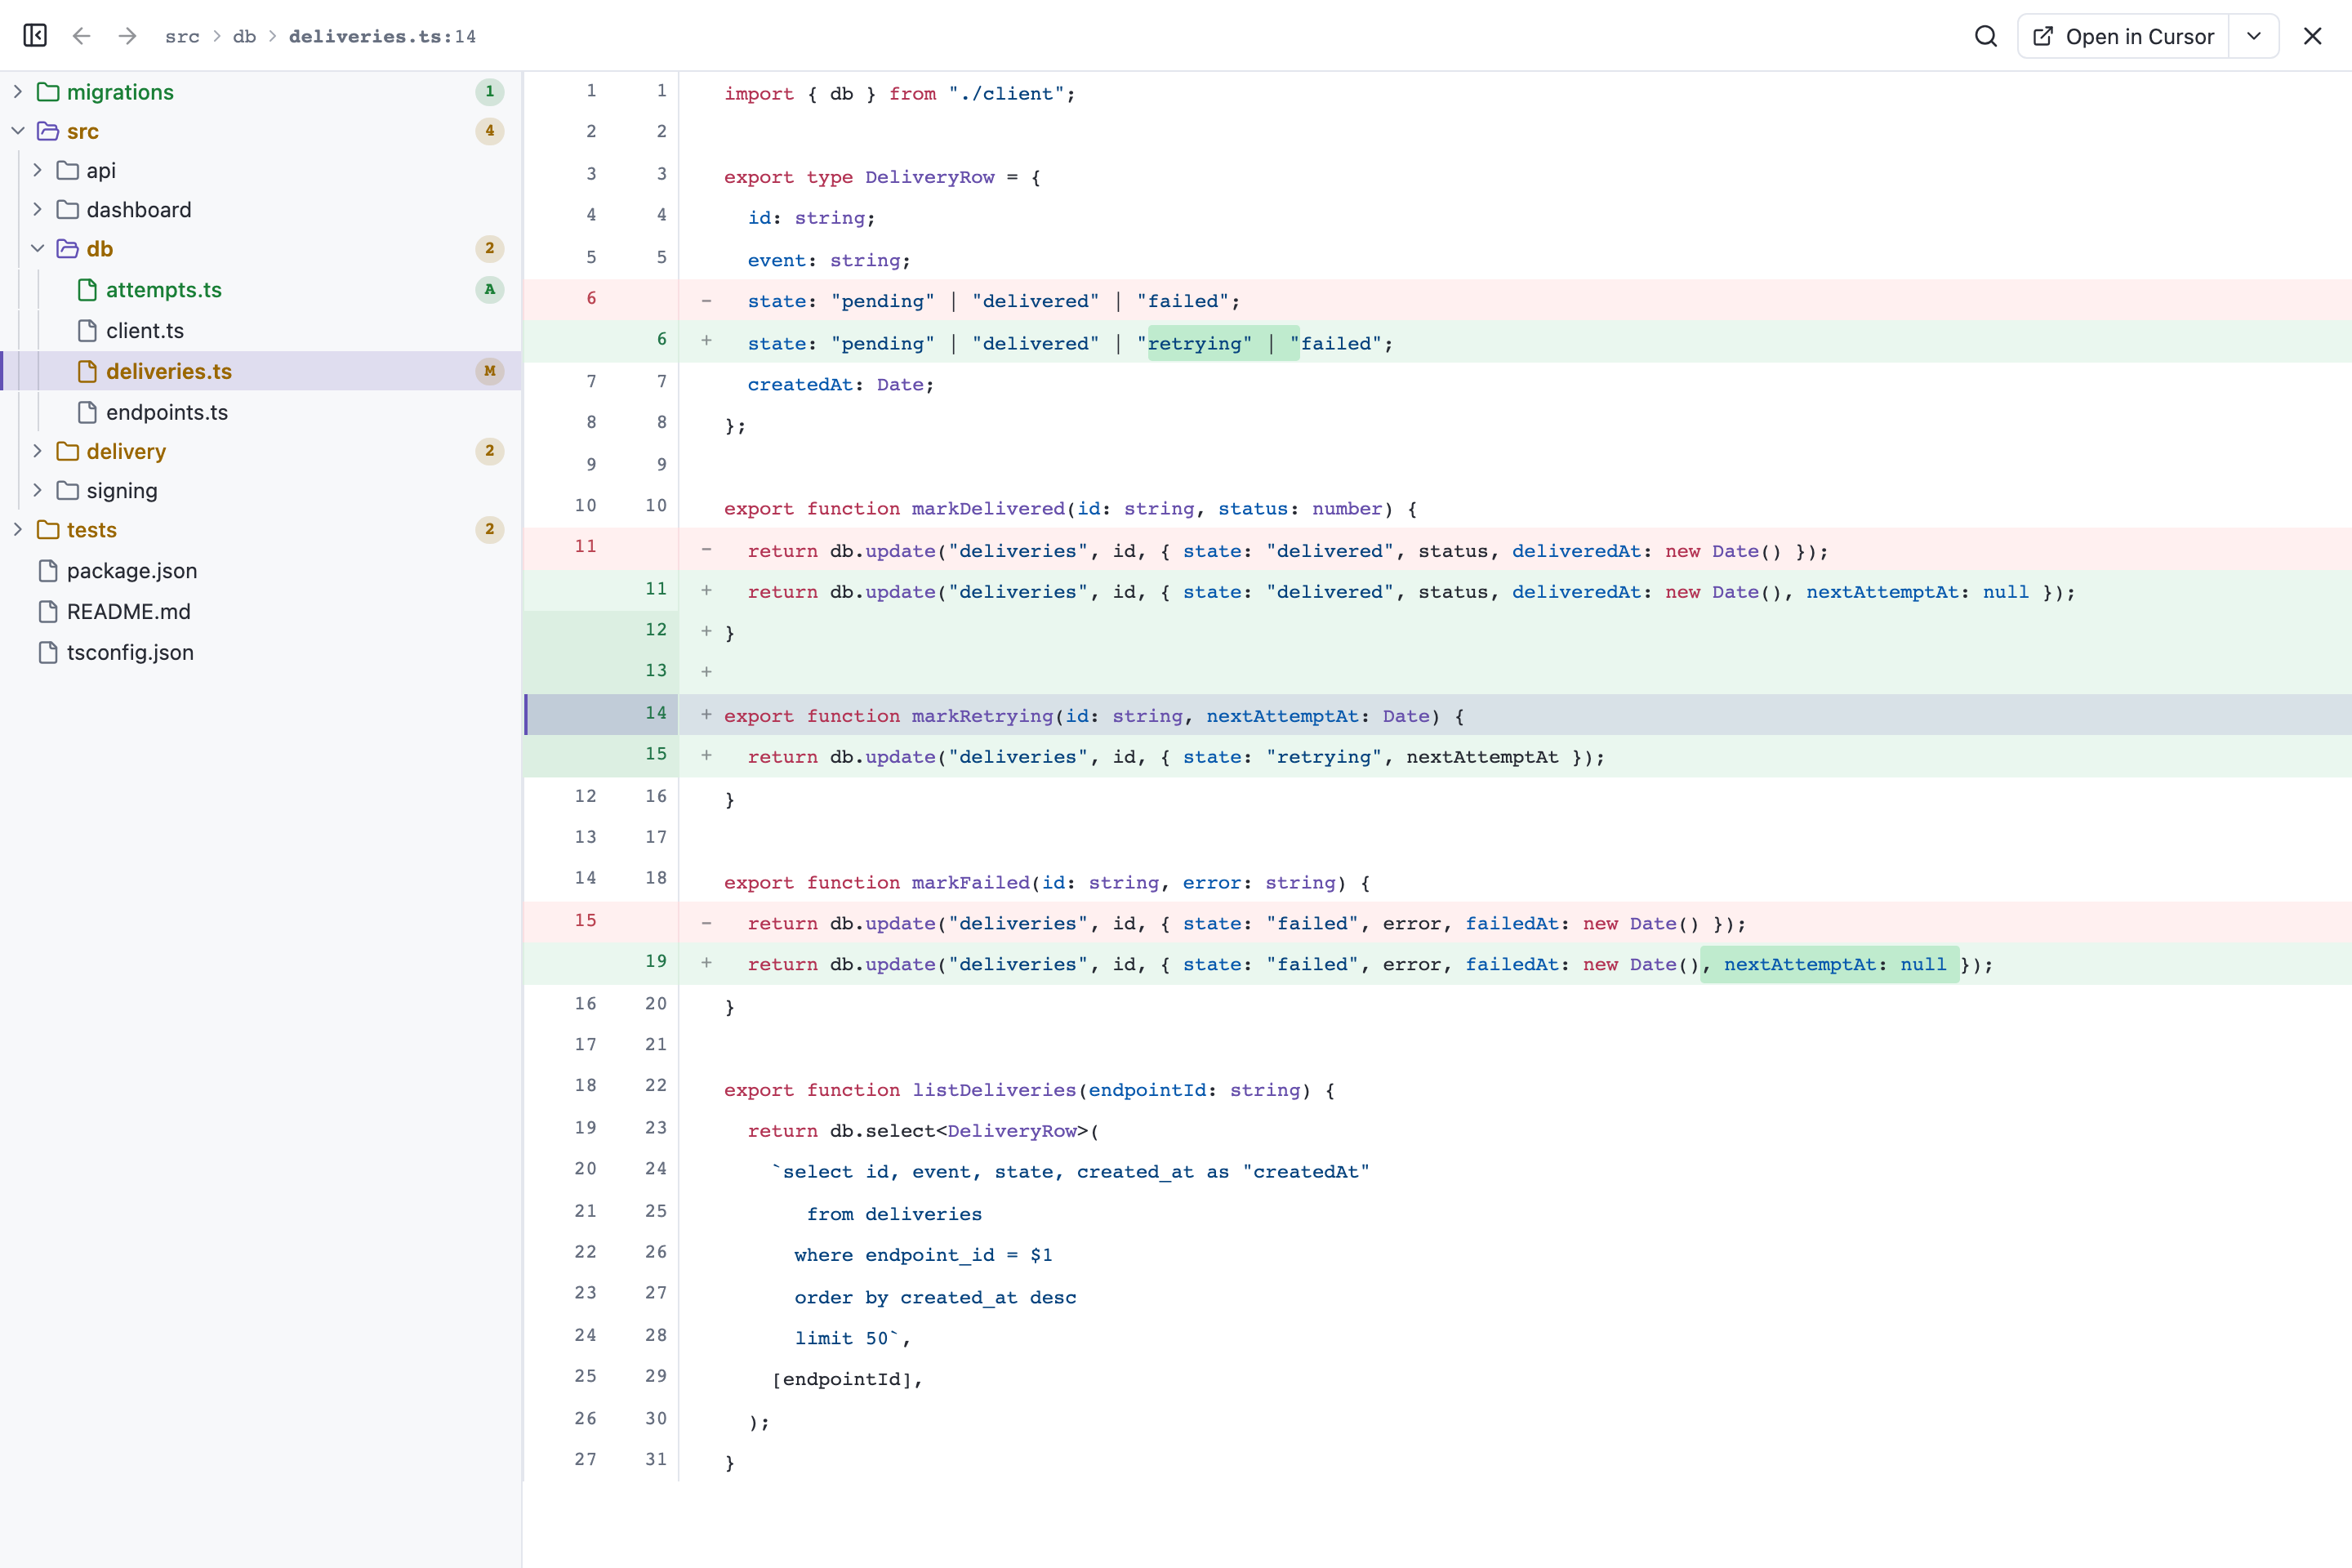 src > db > deliveries.ts:14
Open in Cursor
migrations 1
src 4
api
dashboard
db 2
attempts.ts A
client.ts
deliveries.ts M
endpoints.ts
delivery 2
signing
tests 2
package.json
README.md
tsconfig.json
1 1 import { db } from "./client";
2 2
3 3 export type DeliveryRow = {
4 4 id: string;
5 5 event: string;
6 - state: "pending" | "delivered" | "failed";
6 + state: "pending" | "delivered" | "retrying" | "failed";
7 7 createdAt: Date;
8 8 };
9 9
10 10 export function markDelivered(id: string, status: number) {
11 - return db.update("deliveries", id, { state: "delivered", status, deliveredAt: new Date() });
11 + return db.update("deliveries", id, { state: "delivered", status, deliveredAt: new Date(), nextAttemptAt: null });
12 + }
13 +
14 + export function markRetrying(id: string, nextAttemptAt: Date) {
15 + return db.update("deliveries", id, { state: "retrying", nextAttemptAt });
12 16 }
13 17
14 18 export function markFailed(id: string, error: string) {
15 - return db.update("deliveries", id, { state: "failed", error, failedAt: new Date() });
19 + return db.update("deliveries", id, { state: "failed", error, failedAt: new Date(), nextAttemptAt: null });
16 20 }
17 21
18 22 export function listDeliveries(endpointId: string) {
19 23 return db.select<DeliveryRow>(
20 24 `select id, event, state, created_at as "createdAt"
21 25 from deliveries
22 26 where endpoint_id = $1
23 27 order by created_at desc
24 28 limit 50`,
25 29 [endpointId],
26 30 );
27 31 }